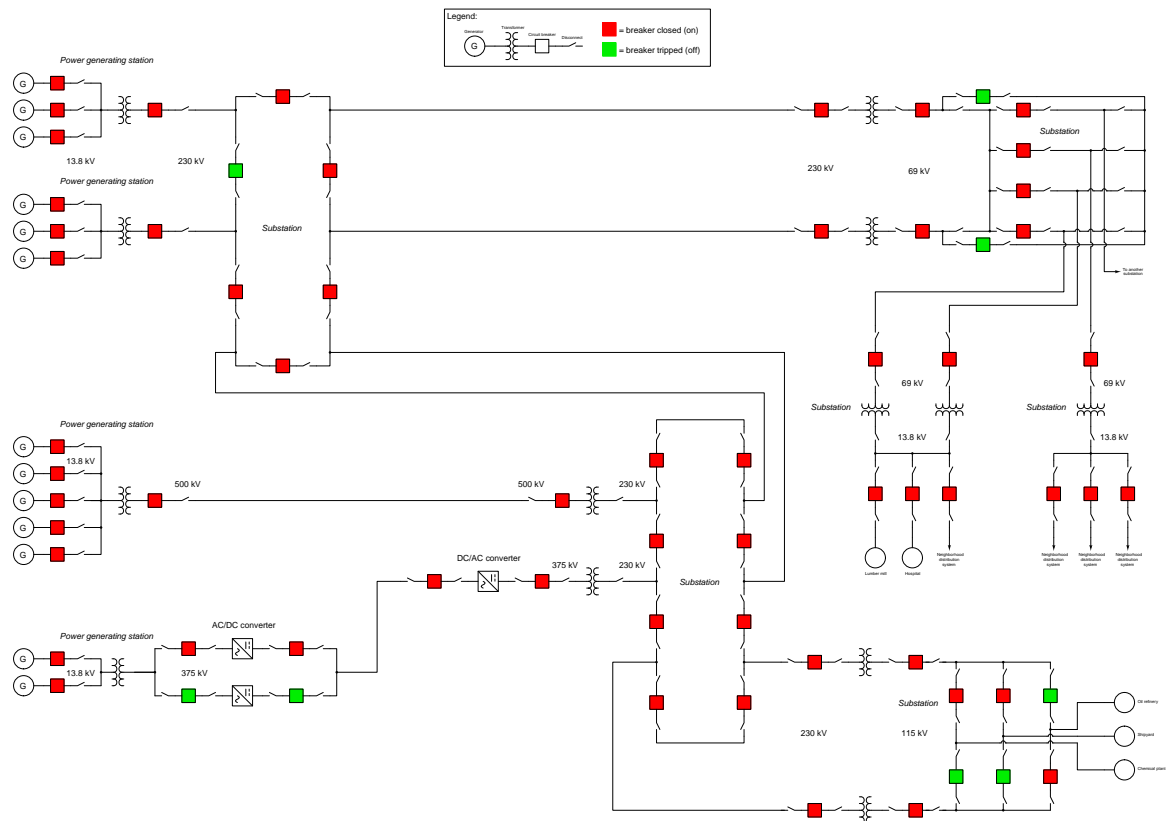 Legend:
Generator
Transformer
Circuit breaker
Disconnect
G
= breaker closed (on)
= breaker tripped (off)
Power generating station
G
G
G
13.8 kV
230 kV
230 kV
69 kV
Substation
Power generating station
G
G
G
Substation
To another
substation
69 kV
69 kV
Substation
Substation
13.8 kV
13.8 kV
Power generating station
G
G
G
G
G
13.8 kV
500 kV
500 kV
230 kV
DC/AC converter
375 kV
230 kV
Substation
Lumber mill
Hospital
Neighborhood
distribution
system
Neighborhood
distribution
system
Neighborhood
distribution
system
Neighborhood
distribution
system
Power generating station
AC/DC converter
G
G
13.8 kV
375 kV
Substation
230 kV
115 kV
Oil refinery
Shipyard
Chemical plant